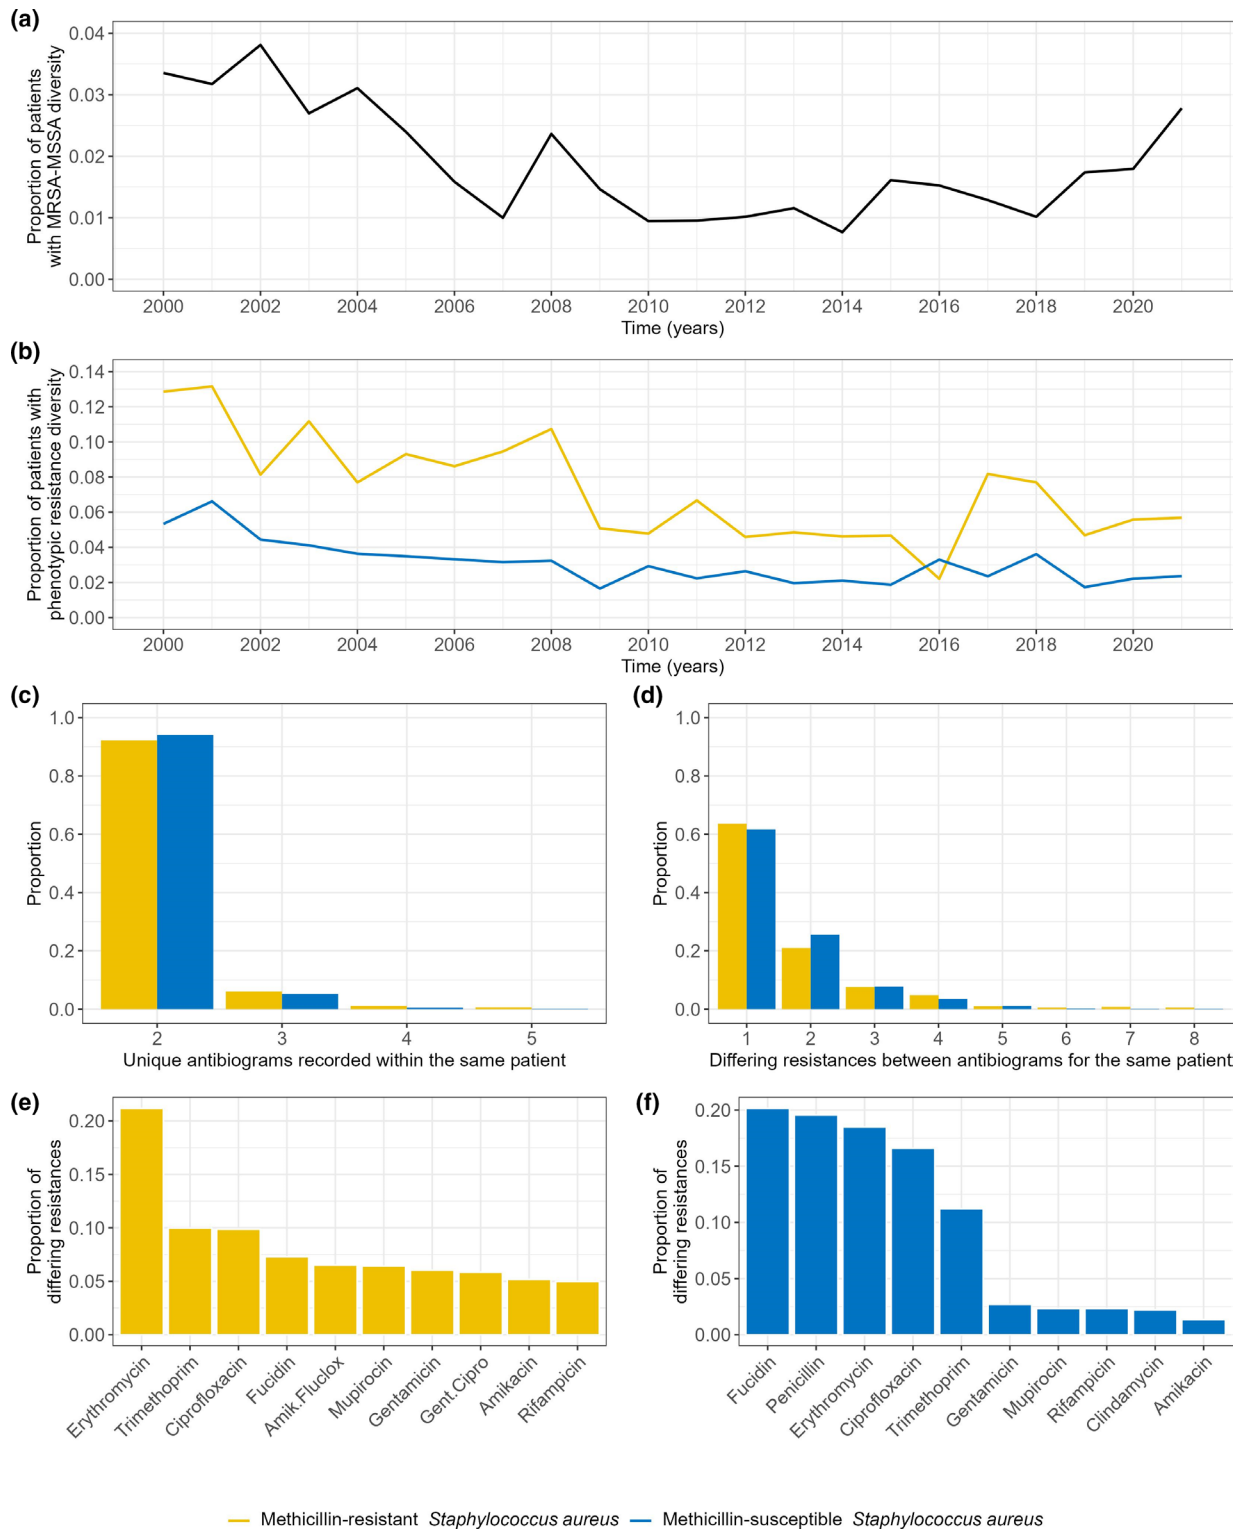 (a)
Proportion of patients
with MRSA-MSSA diversity
0.04
0.03
0.02
0.01
0.00
2000 2002 2004 2006 2008 2010 2012 2014 2016 2018 2020
Time (years)
(b)
Proportion of patients with
phenotypic resistance diversity
0.14
0.12
0.10
0.08
0.06
0.04
0.02
0.00
2000 2002 2004 2006 2008 2010 2012 2014 2016 2018 2020
Time (years)
(c)
Proportion
1.0
0.8
0.6
0.4
0.2
0.0
2 3 4 5
Unique antibiograms recorded within the same patient
(d)
Proportion
1.0
0.8
0.6
0.4
0.2
0.0
1 2 3 4 5 6 7 8
Differing resistances between antibiograms for the same patient
(e)
Proportion of
differing resistances
0.20
0.15
0.10
0.05
0.00
Erythromycin
Trimethoprim
Ciprofloxacin
Fucidin
Amik.Fluclox
Mupirocin
Gentamicin
Gent.Cipro
Amikacin
Rifampicin
(f)
Proportion of
differing resistances
0.20
0.15
0.10
0.05
0.00
Fucidin
Penicillin
Erythromycin
Ciprofloxacin
Trimethoprim
Gentamicin
Mupirocin
Rifampicin
Clindamycin
Amikacin
Methicillin-resistant Staphylococcus aureus Methicillin-susceptible Staphylococcus aureus